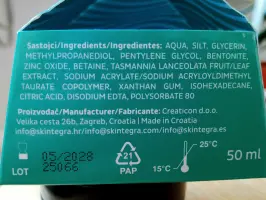 Sastojci/Ingredients/Ingredientes: AQUA, SILT, GLYCERIN,
METHYLPROPANEDIOL, PENTYLENE GLYCOL, BENTONITE,
ZINC OXIDE, BETAINE, TASMANNIA LANCEOLATA FRUIT/LEAF
EXTRACT, SODIUM ACRYLATE/SODIUM ACRYLOYLDIMETHYL
TAURATE COPOLYMER, XANTHAN GUM, ISOHEXADECANE,
CITRIC ACID, DISODIUM EDTA, POLYSORBATE 80
Proizvođač/Manufacturer/Fabricante: Creaticon d.o.o.
Velika cesta 26b, Zagreb, Croatia | Made in Croatia
info@skintegra.hr/info@skintegra.com/info@skintegra.es
05/2028
25066
LOT
21
PAP
15°C
25°C
50 ml